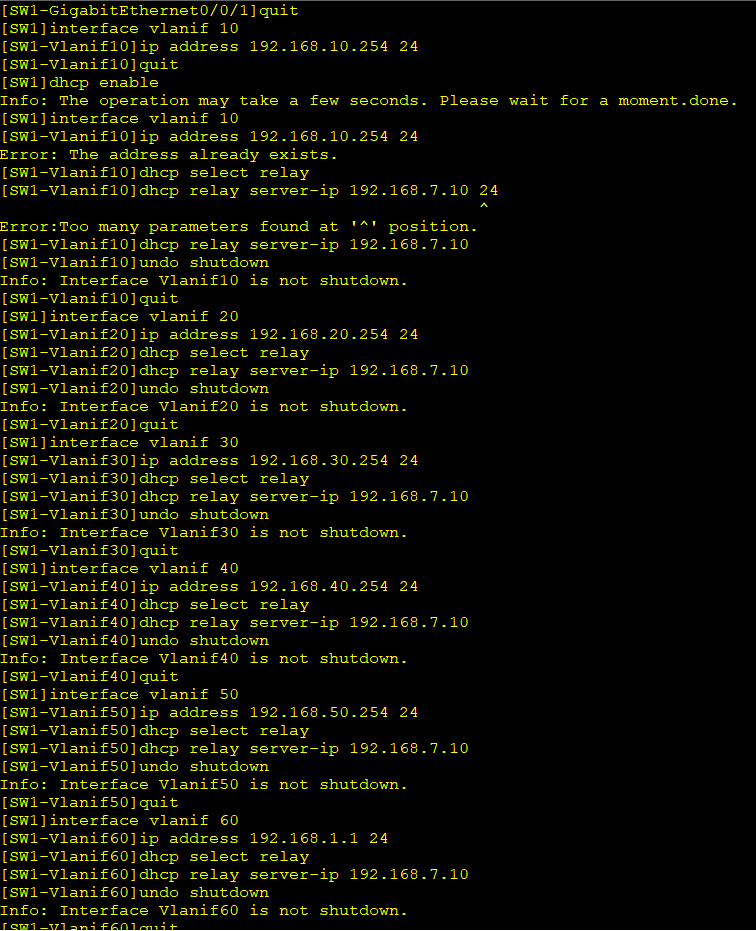 [SW1-GigabitEthernet0/0/1]quit
[SW1]interface vlanif 10
[SW1-Vlanif10]ip address 192.168.10.254 24
[SW1-Vlanif10]quit
[SW1]dhcp enable
Info: The operation may take a few seconds. Please wait for a moment.done.
[SW1]interface vlanif 10
[SW1-Vlanif10]ip address 192.168.10.254 24
Error: The address already exists.
[SW1-Vlanif10]dhcp select relay
[SW1-Vlanif10]dhcp relay server-ip 192.168.7.10 24
^
Error:Too many parameters found at '^' position.
[SW1-Vlanif10]dhcp relay server-ip 192.168.7.10
[SW1-Vlanif10]undo shutdown
Info: Interface Vlanif10 is not shutdown.
[SW1-Vlanif10]quit
[SW1]interface vlanif 20
[SW1-Vlanif20]ip address 192.168.20.254 24
[SW1-Vlanif20]dhcp select relay
[SW1-Vlanif20]dhcp relay server-ip 192.168.7.10
[SW1-Vlanif20]undo shutdown
Info: Interface Vlanif20 is not shutdown.
[SW1-Vlanif20]quit
[SW1]interface vlanif 30
[SW1-Vlanif30]ip address 192.168.30.254 24
[SW1-Vlanif30]dhcp select relay
[SW1-Vlanif30]dhcp relay server-ip 192.168.7.10
[SW1-Vlanif30]undo shutdown
Info: Interface Vlanif30 is not shutdown.
[SW1-Vlanif30]quit
[SW1]interface vlanif 40
[SW1-Vlanif40]ip address 192.168.40.254 24
[SW1-Vlanif40]dhcp select relay
[SW1-Vlanif40]dhcp relay server-ip 192.168.7.10
[SW1-Vlanif40]undo shutdown
Info: Interface Vlanif40 is not shutdown.
[SW1-Vlanif40]quit
[SW1]interface vlanif 50
[SW1-Vlanif50]ip address 192.168.50.254 24
[SW1-Vlanif50]dhcp select relay
[SW1-Vlanif50]dhcp relay server-ip 192.168.7.10
[SW1-Vlanif50]undo shutdown
Info: Interface Vlanif50 is not shutdown.
[SW1-Vlanif50]quit
[SW1]interface vlanif 60
[SW1-Vlanif60]ip address 192.168.1.1 24
[SW1-Vlanif60]dhcp select relay
[SW1-Vlanif60]dhcp relay server-ip 192.168.7.10
[SW1-Vlanif60]undo shutdown
Info: Interface Vlanif60 is not shutdown.
[SW1-Vlanif60]quit